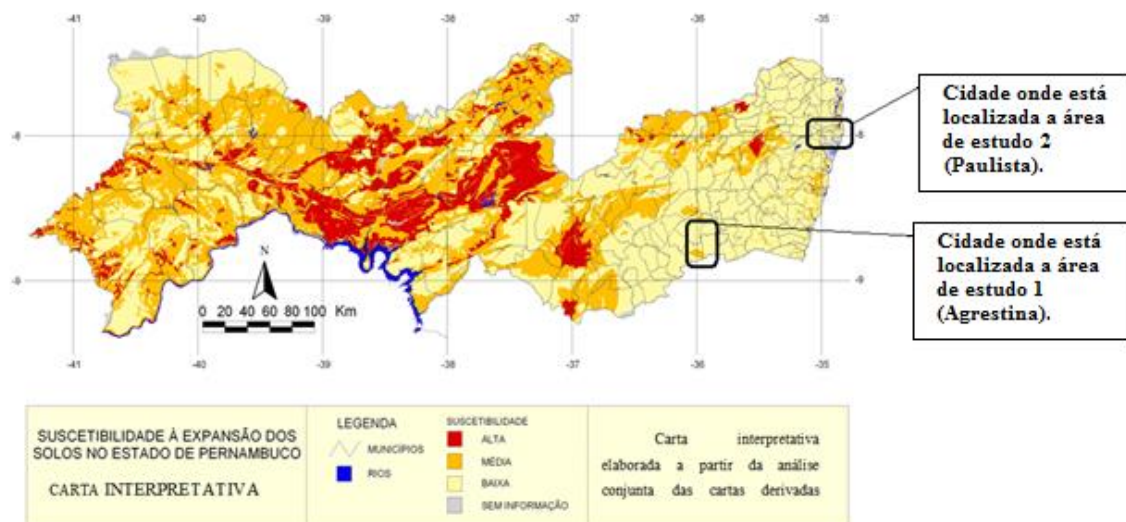 -41
-40
-39
-38
-37
-36
-35
-8
-8
-9
-9
N
0 20 40 60 80 100 Km
-41
-40
-39
-38
-37
-36
-35
Cidade onde está
localizada a área
de estudo 2
(Paulista).
Cidade onde está
localizada a área
de estudo 1
(Agrestina).
SUSCETIBILIDADE À EXPANSÃO DOS
SOLOS NO ESTADO DE PERNAMBUCO
CARTA INTERPRETATIVA
LEGENDA
MUNICÍPIOS
RIOS
SUSCETIBILIDADE
ALTA
MÉDIA
BAIXA
SEM INFORMAÇÃO
Carta interpretativa
elaborada a partir da análise
conjunta das cartas derivadas